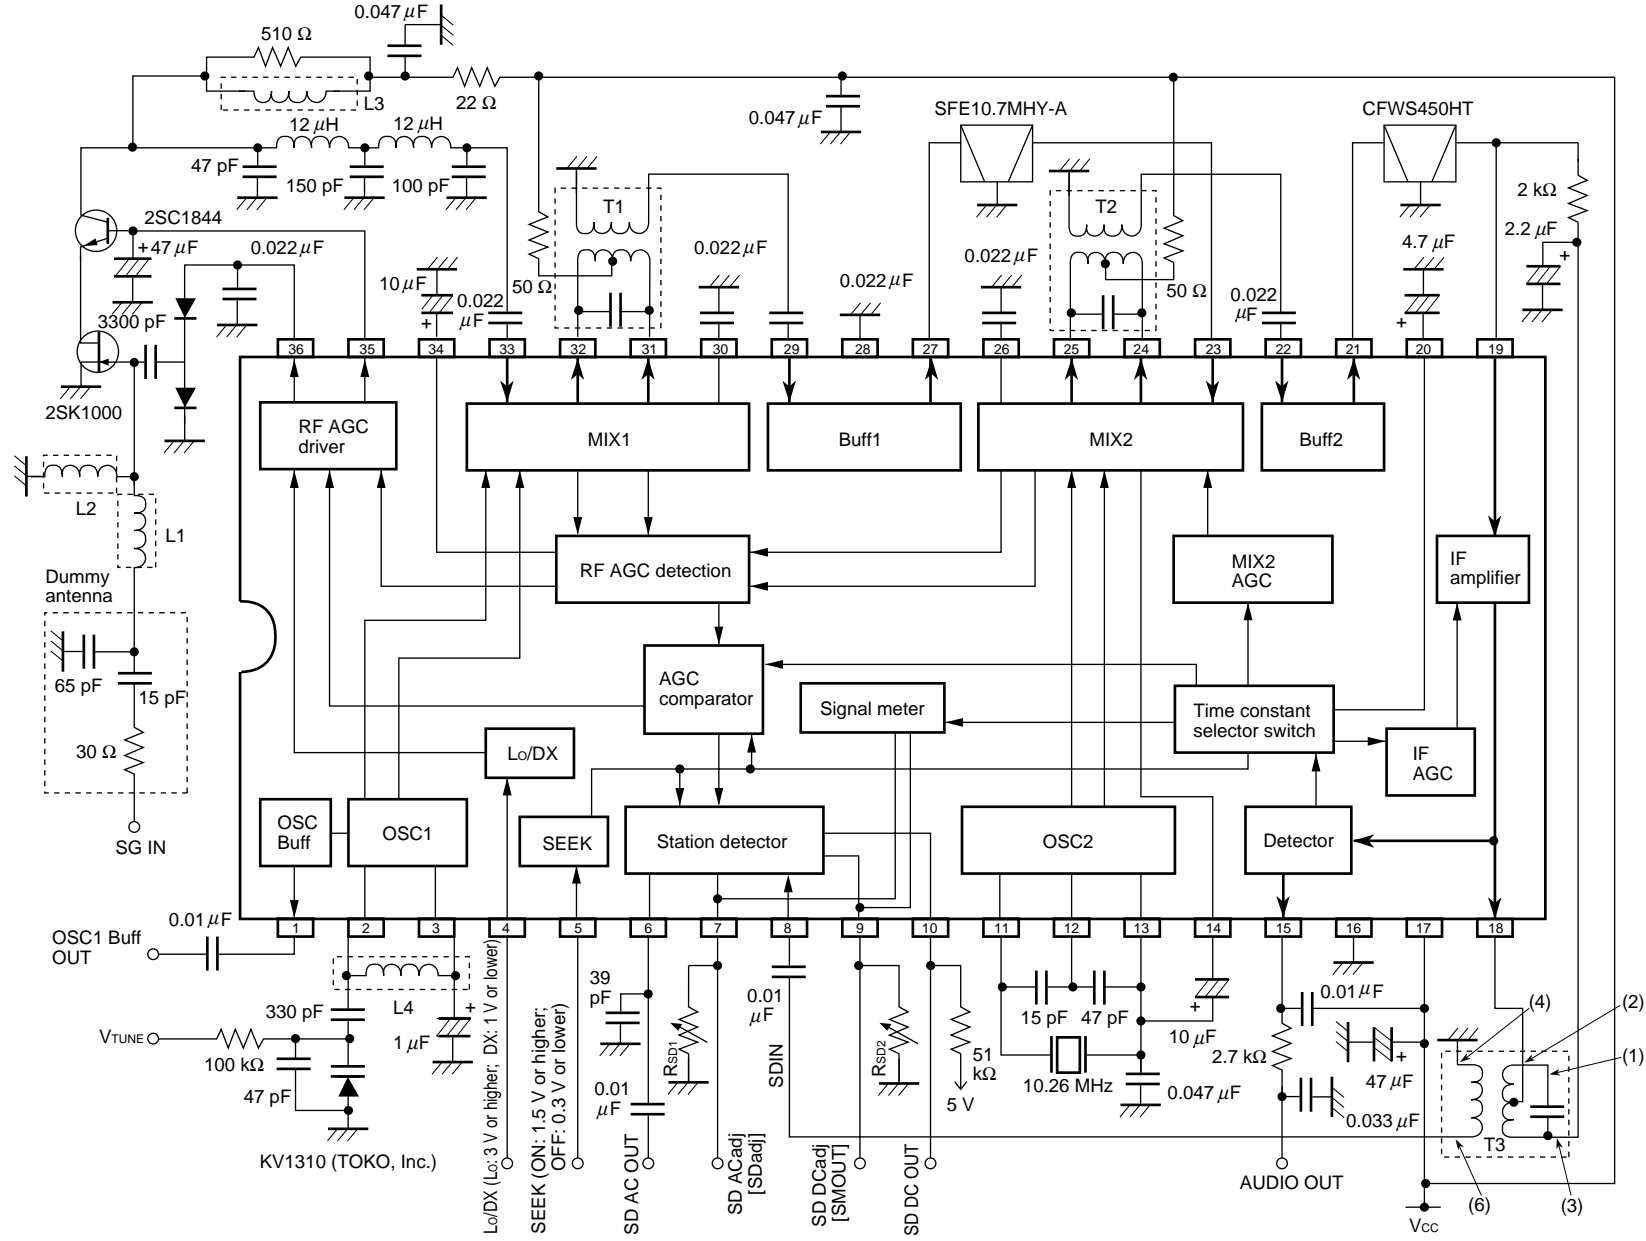 0.047 μF
510 Ω
L3
22 Ω
0.047 μF
SFE10.7MHY-A
CFWS450HT
12 μH
12 μH
47 pF
150 pF
100 pF
2 kΩ
T1
T2
2SC1844
47 μF
+
0.022 μF
2.2 μF
+
4.7 μF
+
10 μF
+
0.022
μF
50 Ω
0.022 μF
0.022 μF
0.022 μF
50 Ω
0.022
μF
3300 pF
36
35
34
33
32
31
30
29
28
27
26
25
24
23
22
21
20
19
2SK1000
RF AGC
driver
MIX1
Buff1
MIX2
Buff2
L2
L1
RF AGC detection
MIX2
AGC
IF
amplifier
Dummy
antenna
65 pF
15 pF
30 Ω
SG IN
AGC
comparator
Signal meter
Time constant
selector switch
IF
AGC
Lo/DX
OSC
Buff
OSC1
SEEK
Station detector
OSC2
Detector
1
2
3
4
5
6
7
8
9
10
11
12
13
14
15
16
17
18
0.01 μF
OSC1 Buff
OUT
L4
330 pF
+
1 μF
VTUNE
100 kΩ
47 pF
KV1310 (TOKO, Inc.)
Lo/DX (Lo: 3 V or higher; DX: 1 V or lower)
SEEK (ON: 1.5 V or higher;
OFF: 0.3 V or lower)
39
pF
0.01
μF
SD AC OUT
RSD1
SD ACadj
[SDadj]
0.01
μF
SDIN
RSD2
SD DCadj
[SMOUT]
51
kΩ
5 V
SD DC OUT
15 pF
47 pF
10.26 MHz
+
10 μF
0.047 μF
0.01 μF
2.7 kΩ
+
47 μF
0.033 μF
AUDIO OUT
VCC
(4)
(2)
(1)
T3
(6)
(3)